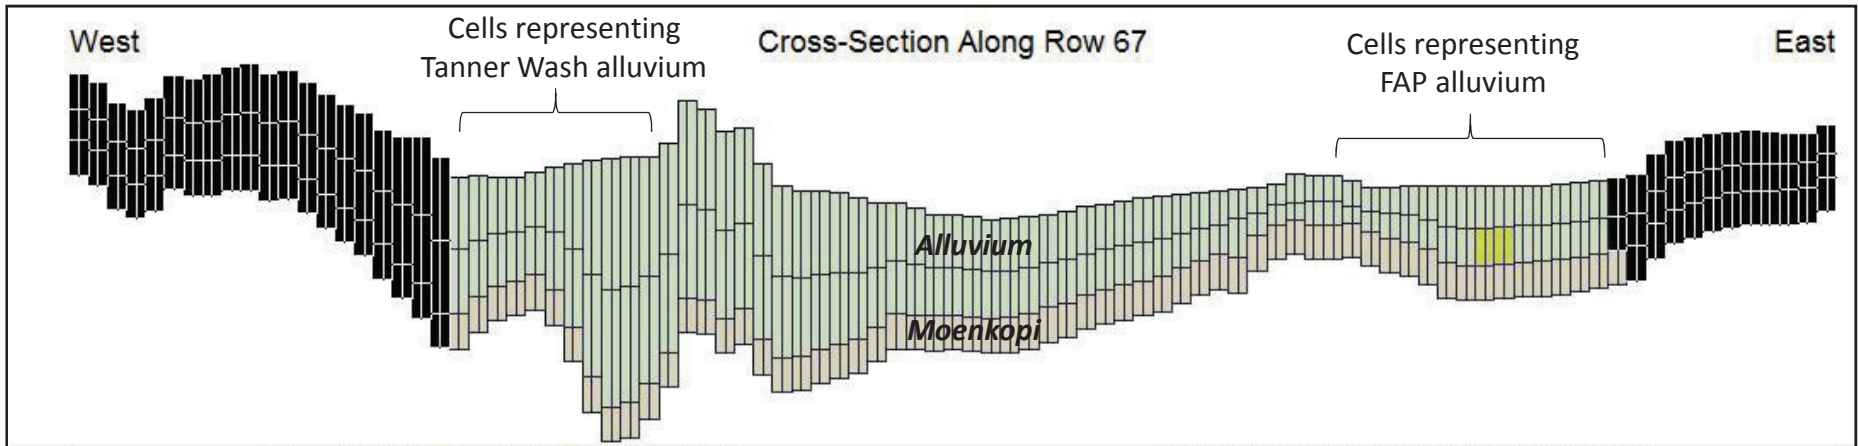 West
Cells representing
Tanner Wash alluvium
Cross-Section Along Row 67
Cells representing
FAP alluvium
East
Alluvium
Moenkopi